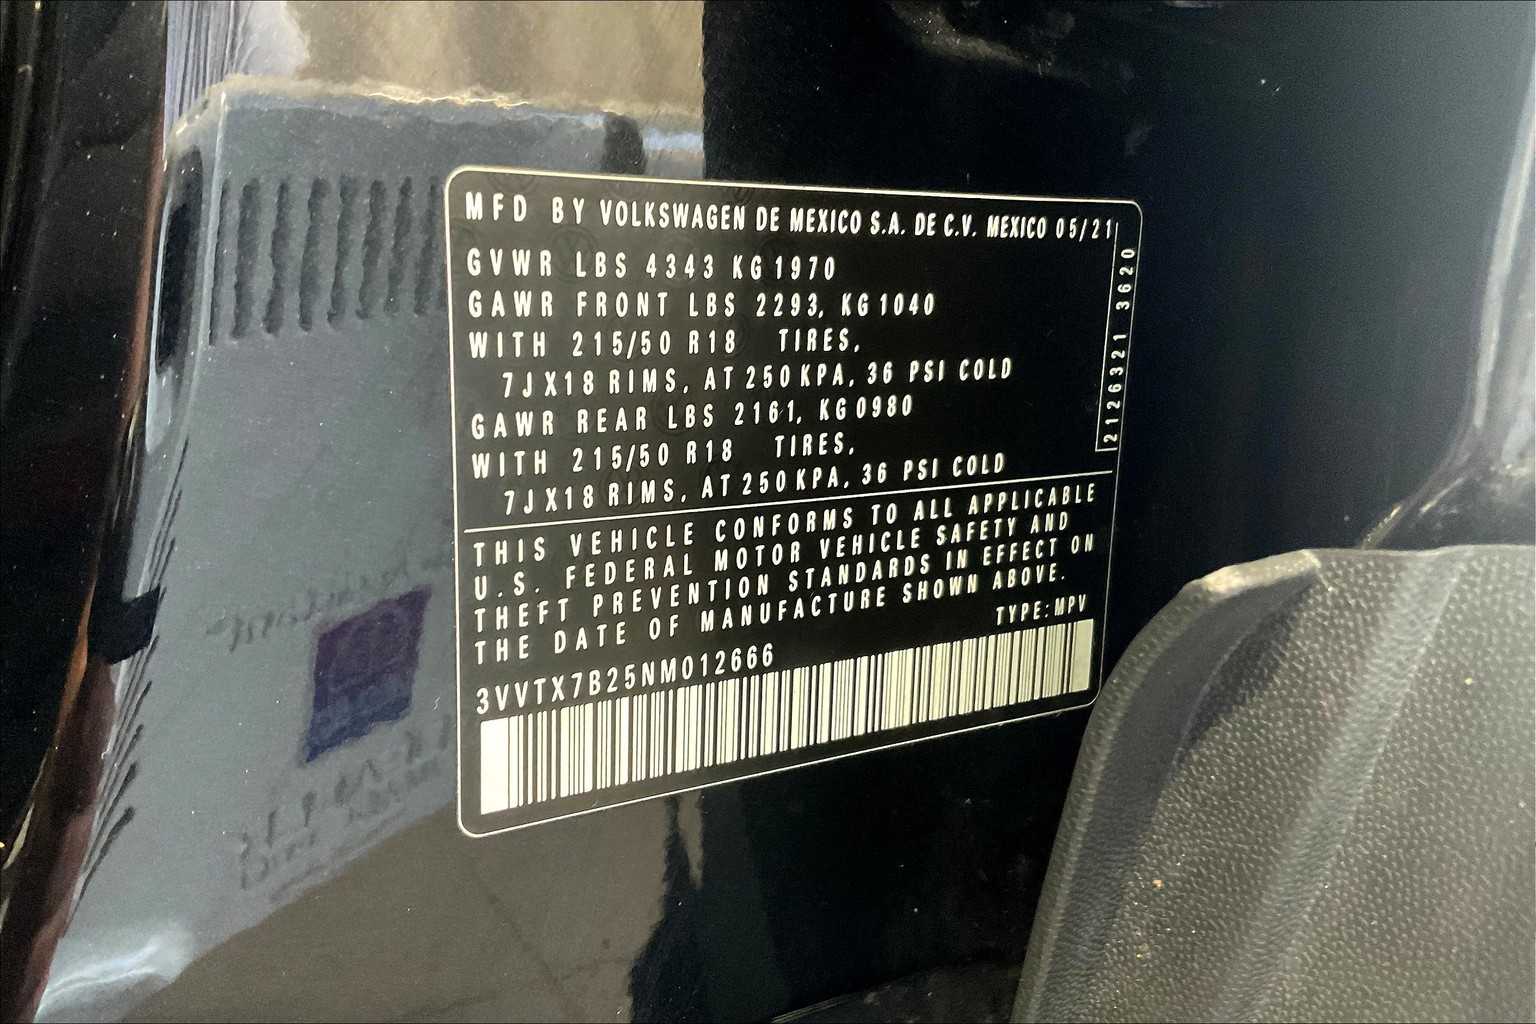 MFD BY VOLKSWAGEN DE MEXICO S.A. DE C.V. MEXICO 05/21
GVWR LBS 4343 KG 1970
GAWR FRONT LBS 2293, KG 1040
WITH 215/50 R18 TIRES,
7J X18 RIMS, AT 250 KPA, 36 PSI COLD
GAWR REAR LBS 2161, KG 0980
WITH 215/50 R18 TIRES,
7J X18 RIMS, AT 250 KPA, 36 PSI COLD
2126321 3620
THIS VEHICLE CONFORMS TO ALL APPLICABLE
U.S. FEDERAL MOTOR VEHICLE SAFETY AND
THEFT PREVENTION STANDARDS IN EFFECT ON
THE DATE OF MANUFACTURE SHOWN ABOVE.
TYPE: MPV
3VVTX7B25NM012666